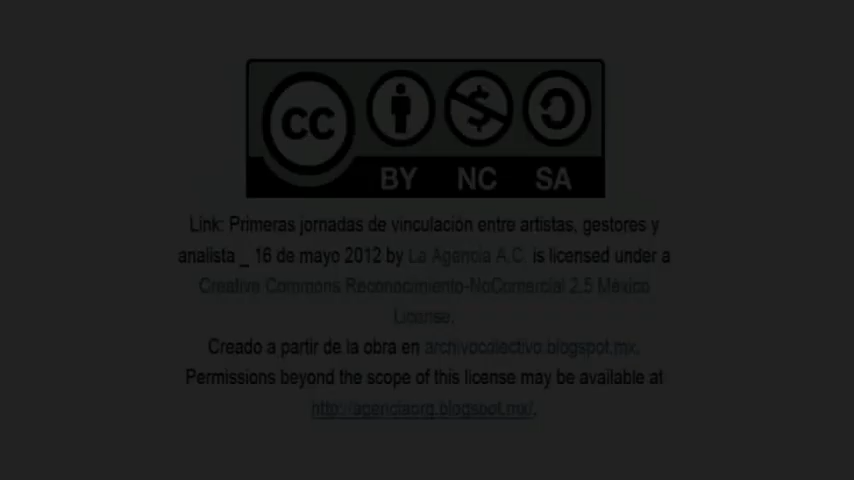 CC
BY NC SA
Link: Primeras jornadas de vinculación entre artistas, gestores y
analista _ 16 de mayo 2012 by La Agencia A.C. is licensed under a
Creative Commons Reconocimiento-NoComercial 2.5 Mexico
License.
Creado a partir de la obra en archivocolectivo.blogspot.mx.
Permissions beyond the scope of this license may be available at
http://agenciaorg.blogspot.mx/.